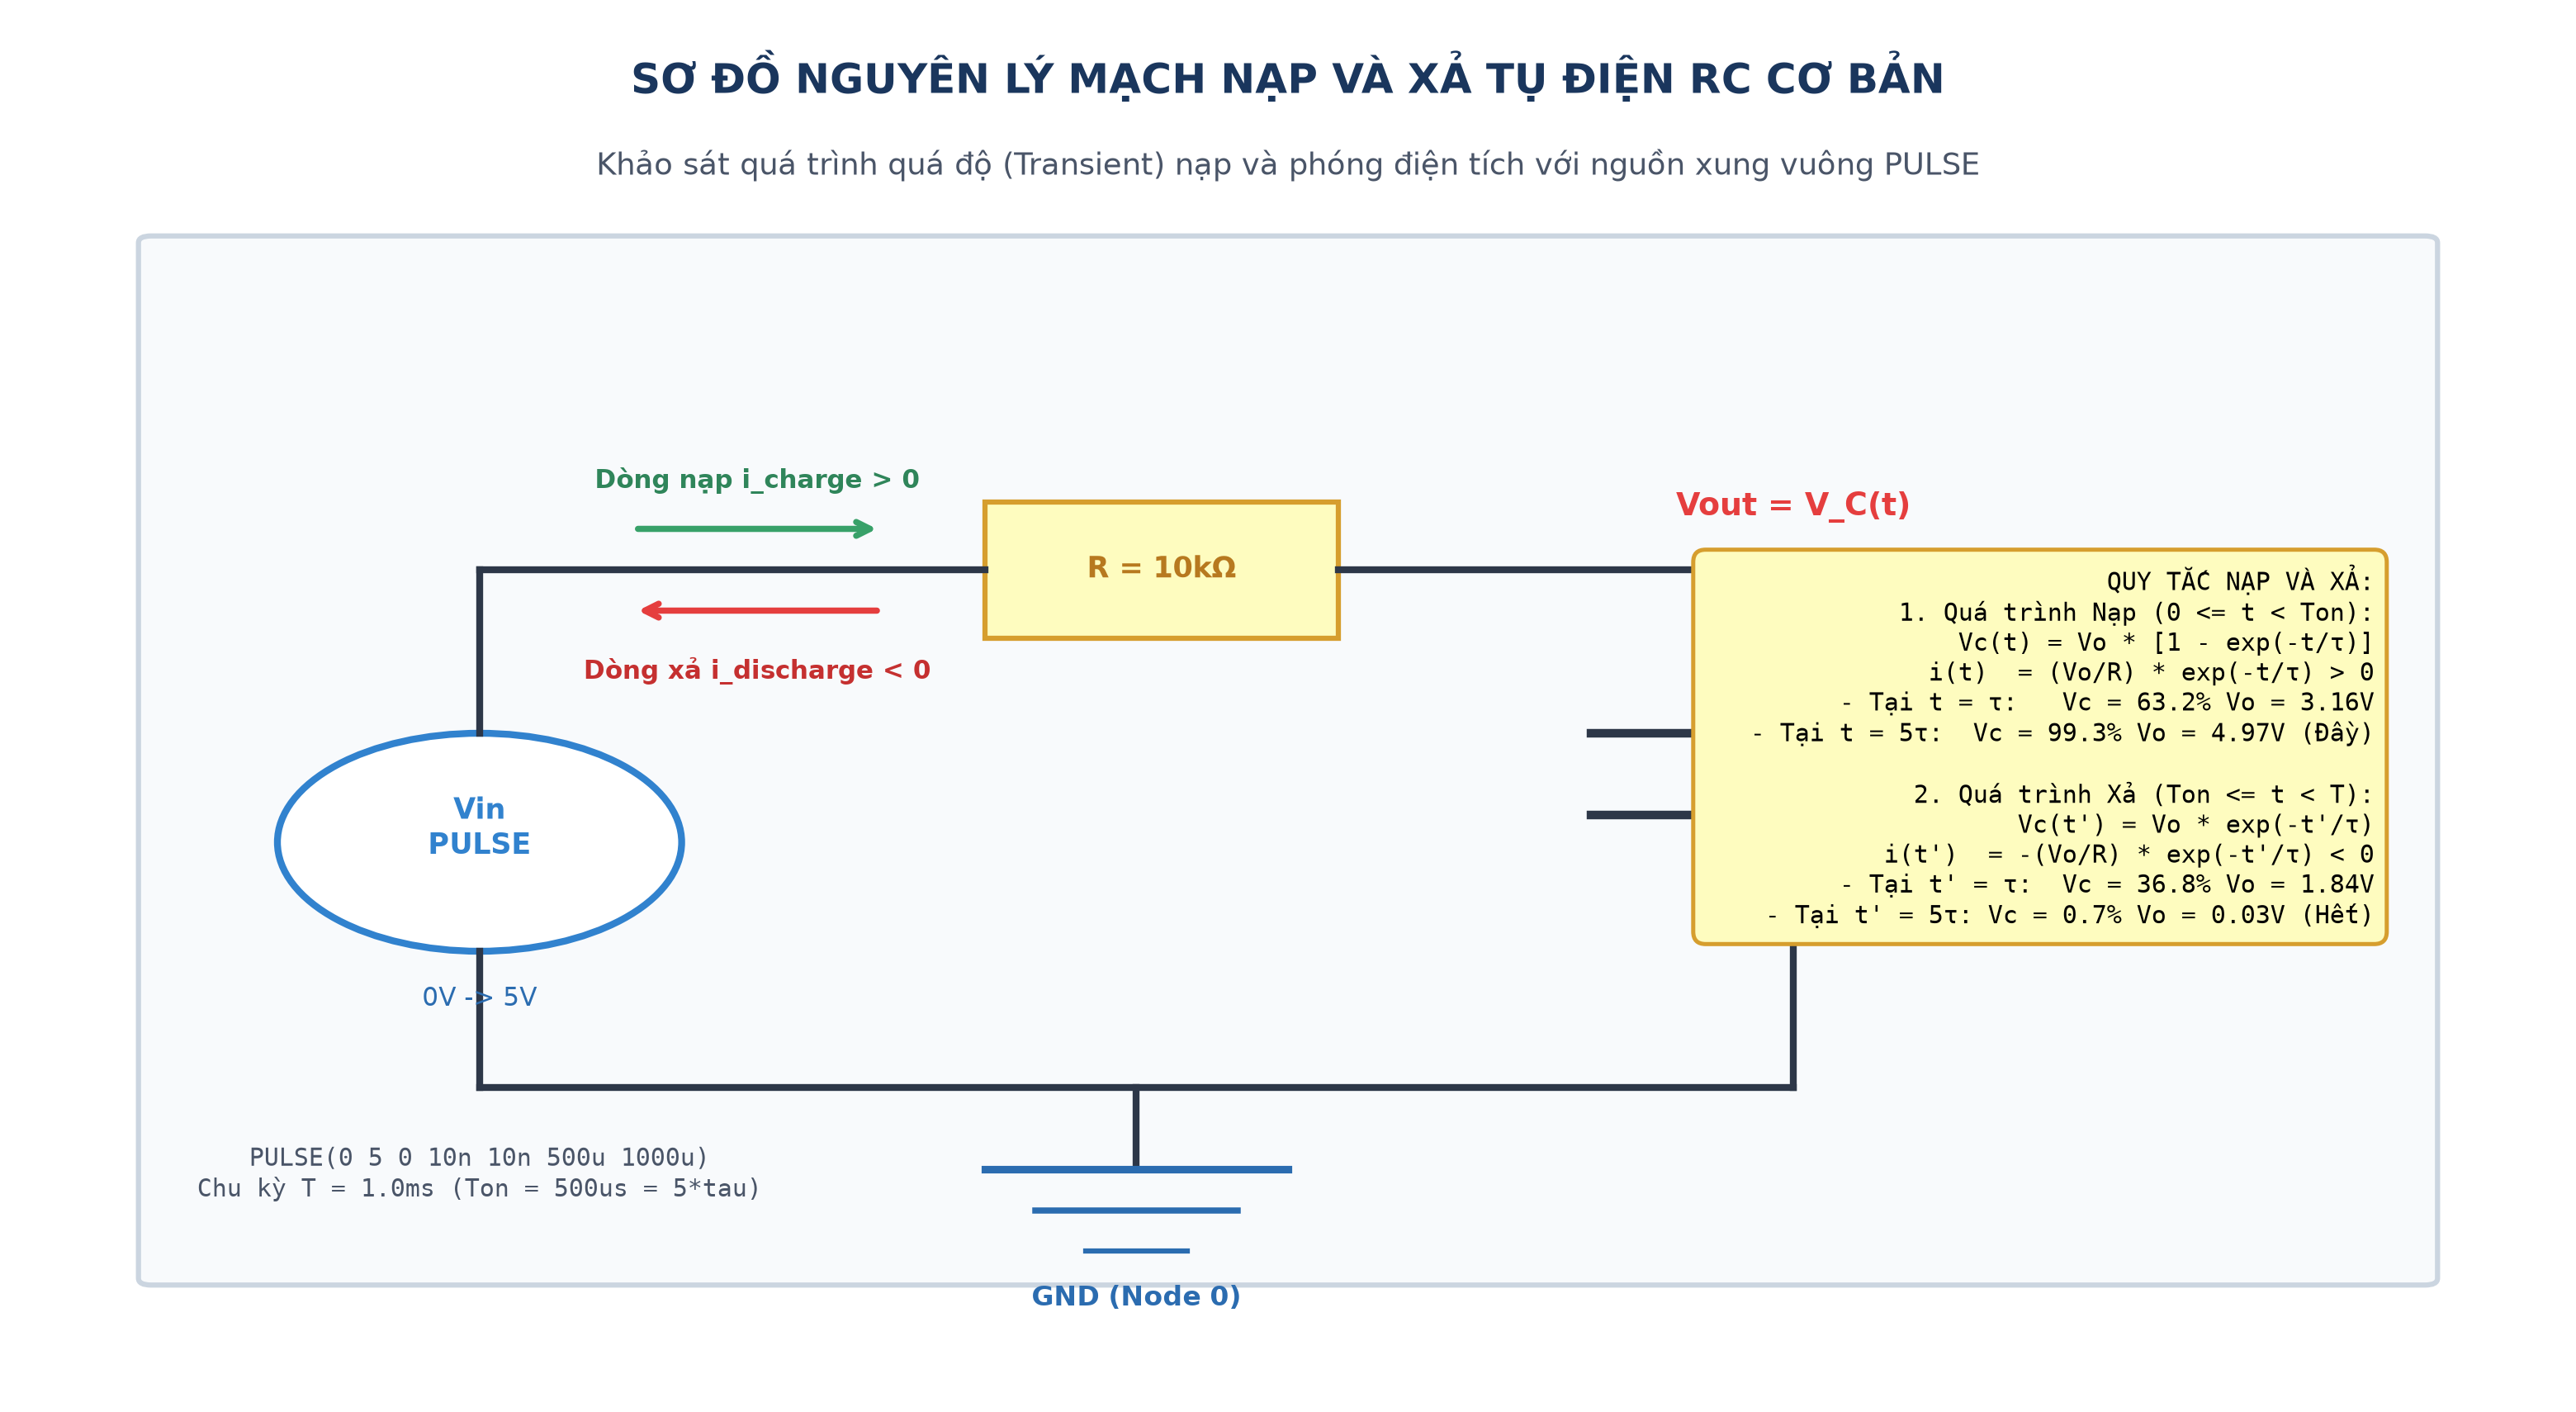 SƠ ĐỒ NGUYÊN LÝ MẠCH NẠP VÀ XẢ TỤ ĐIỆN RC CƠ BẢN
Khảo sát quá trình quá độ (Transient) nạp và phóng điện tích với nguồn xung vuông PULSE
Dòng nạp i_charge > 0
Dòng xả i_discharge < 0
R = 10kΩ
Vout = V_C(t)
QUY TẮC NẠP VÀ XẢ:
1. Quá trình Nạp (0 <= t < Ton):
Vc(t) = Vo * [1 - exp(-t/τ)]
i(t)  = (Vo/R) * exp(-t/τ) > 0
- Tại t = τ:   Vc = 63.2% Vo = 3.16V
- Tại t = 5τ:  Vc = 99.3% Vo = 4.97V (Đầy)
2. Quá trình Xả (Ton <= t < T):
Vc(t') = Vo * exp(-t'/τ)
i(t')  = -(Vo/R) * exp(-t'/τ) < 0
- Tại t' = τ:  Vc = 36.8% Vo = 1.84V
- Tại t' = 5τ: Vc = 0.7% Vo = 0.03V (Hết)
Vin
PULSE
0V -> 5V
PULSE(0 5 0 10n 10n 500u 1000u)
Chu kỳ T = 1.0ms (Ton = 500us = 5*tau)
GND (Node 0)